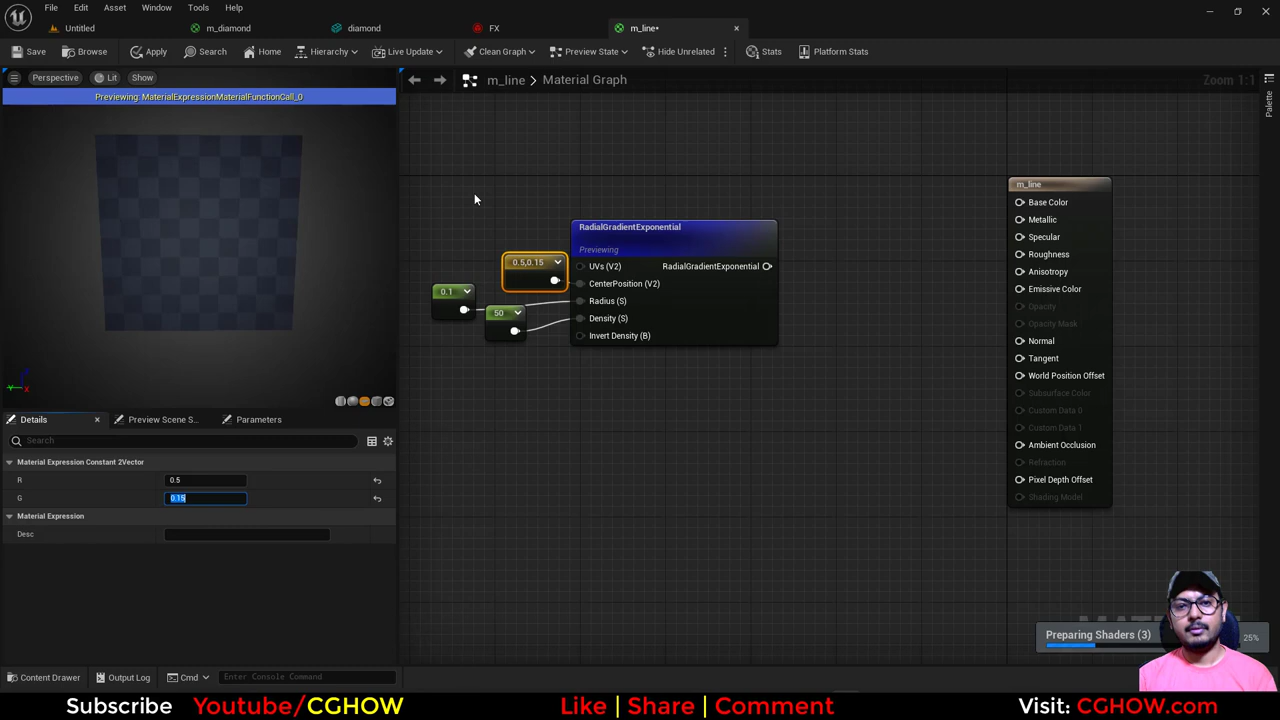 File Edit Asset Window Tools Help
Untitled m_diamond diamond FX m_line•
Save Browse Apply Search Home Hierarchy Live Update Clean Graph Preview State Hide Unrelated Stats Platform Stats
Perspective Lit Show
m_line > Material Graph
Zoom 1:1
Palette
Previewing: MaterialExpressionMaterialFunctionCall_0
m_line
Base Color
Metallic
Specular
Roughness
Anisotropy
Emissive Color
Opacity
Opacity Mask
Normal
Tangent
World Position Offset
Subsurface Color
Custom Data 0
Custom Data 1
Ambient Occlusion
Refraction
Pixel Depth Offset
Shading Model
RadialGradientExponential
Previewing
UVs (V2) RadialGradientExponential
CenterPosition (V2)
Radius (S)
Density (S)
Invert Density (B)
0.5,0.15
0.1
50
Details Preview Scene S... Parameters
Search
Material Expression Constant 2Vector
R 0.5
G 0.15
Material Expression
Desc
Preparing Shaders (3) 25%
Content Drawer Output Log Cmd Enter Console Command
Subscribe Youtube/CGHOW Like | Share | Comment Visit: CGHOW.com